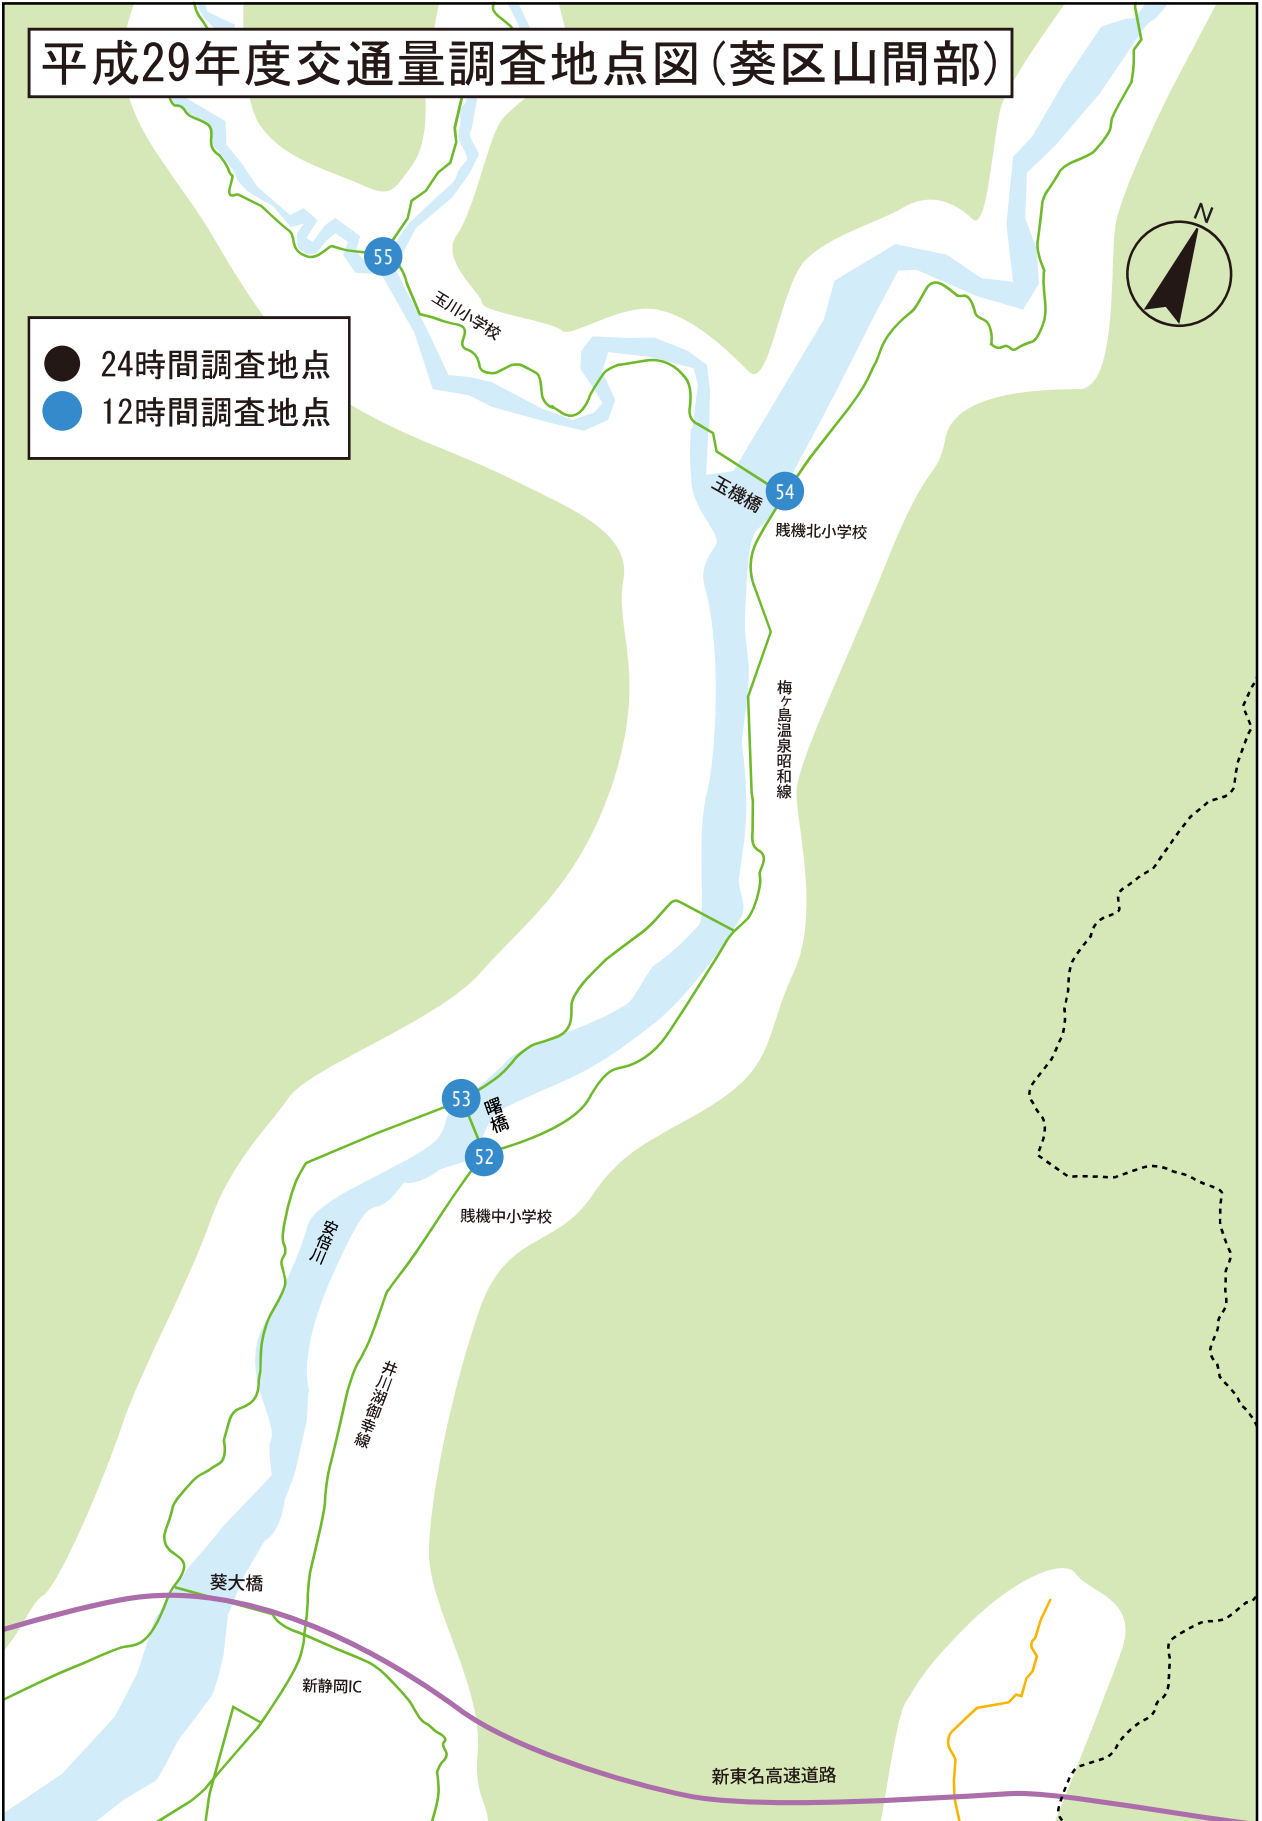 平成29年度交通量調査地点図(葵区山間部)
N
55
玉川小学校
24時間調査地点
12時間調査地点
54
玉機橋
賎機北小学校
梅ヶ島温泉昭和線
53
曙橋
52
賎機中小学校
安倍川
井川湖御幸線
葵大橋
新静岡IC
新東名高速道路